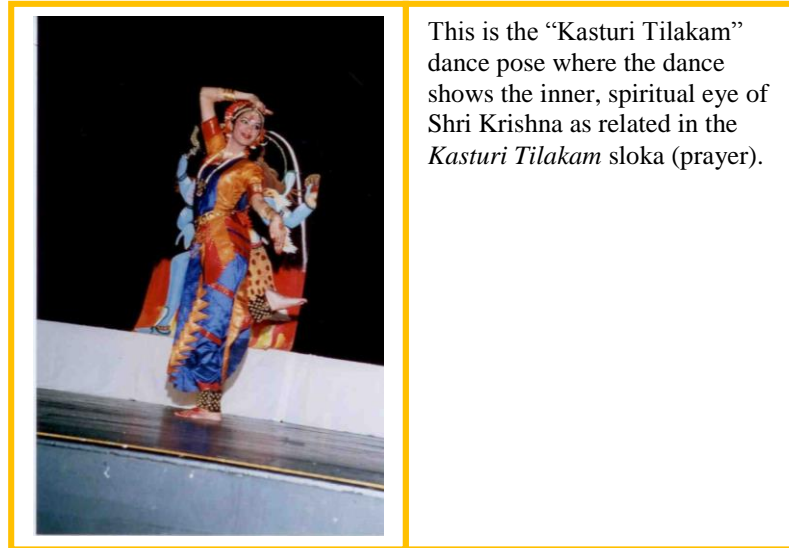 This is the “Kasturi Tilakam”
dance pose where the dance
shows the inner, spiritual eye of
Shri Krishna as related in the
Kasturi Tilakam sloka (prayer).